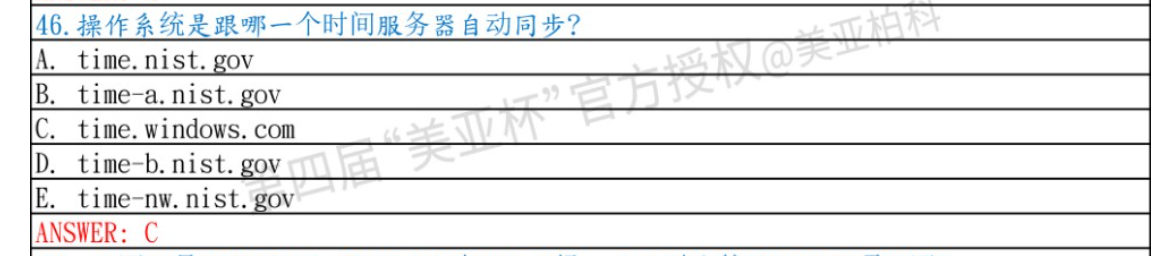 46.操作系统是跟哪一个时间服务器自动同步?
A. time.nist.gov
B. time-a.nist.gov
C. time.windows.com
D. time-b.nist.gov
E. time-nw.nist.gov
ANSWER: C
第四届“美亚杯”官方授权@美亚柏科